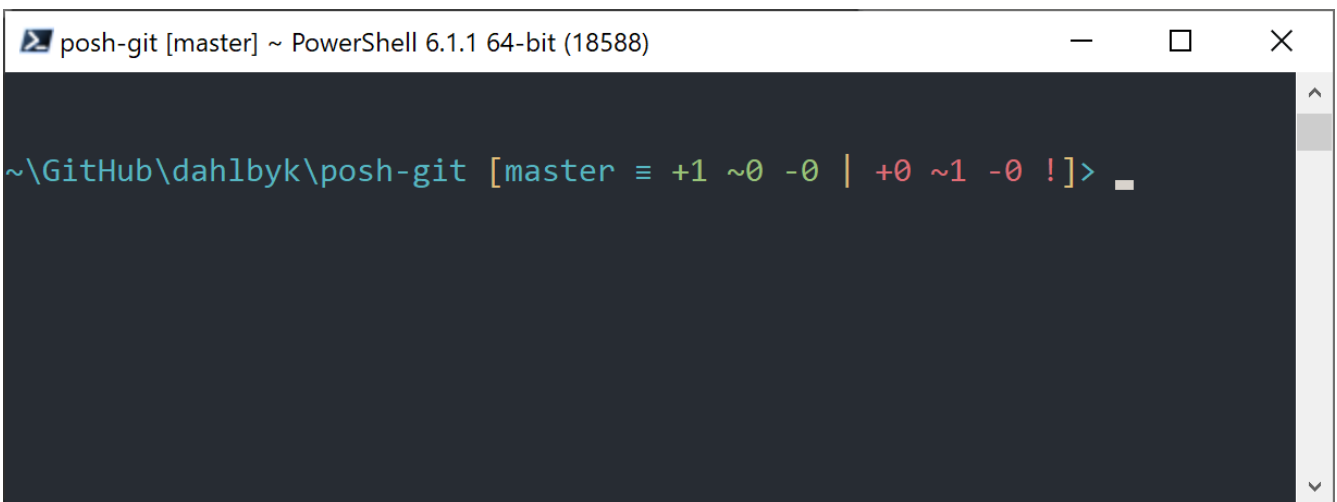 posh-git [master] ~ PowerShell 6.1.1 64-bit (18588)
~\GitHub\dahlbyk\posh-git [master ≡ +1 ~0 -0 | +0 ~1 -0 !]>